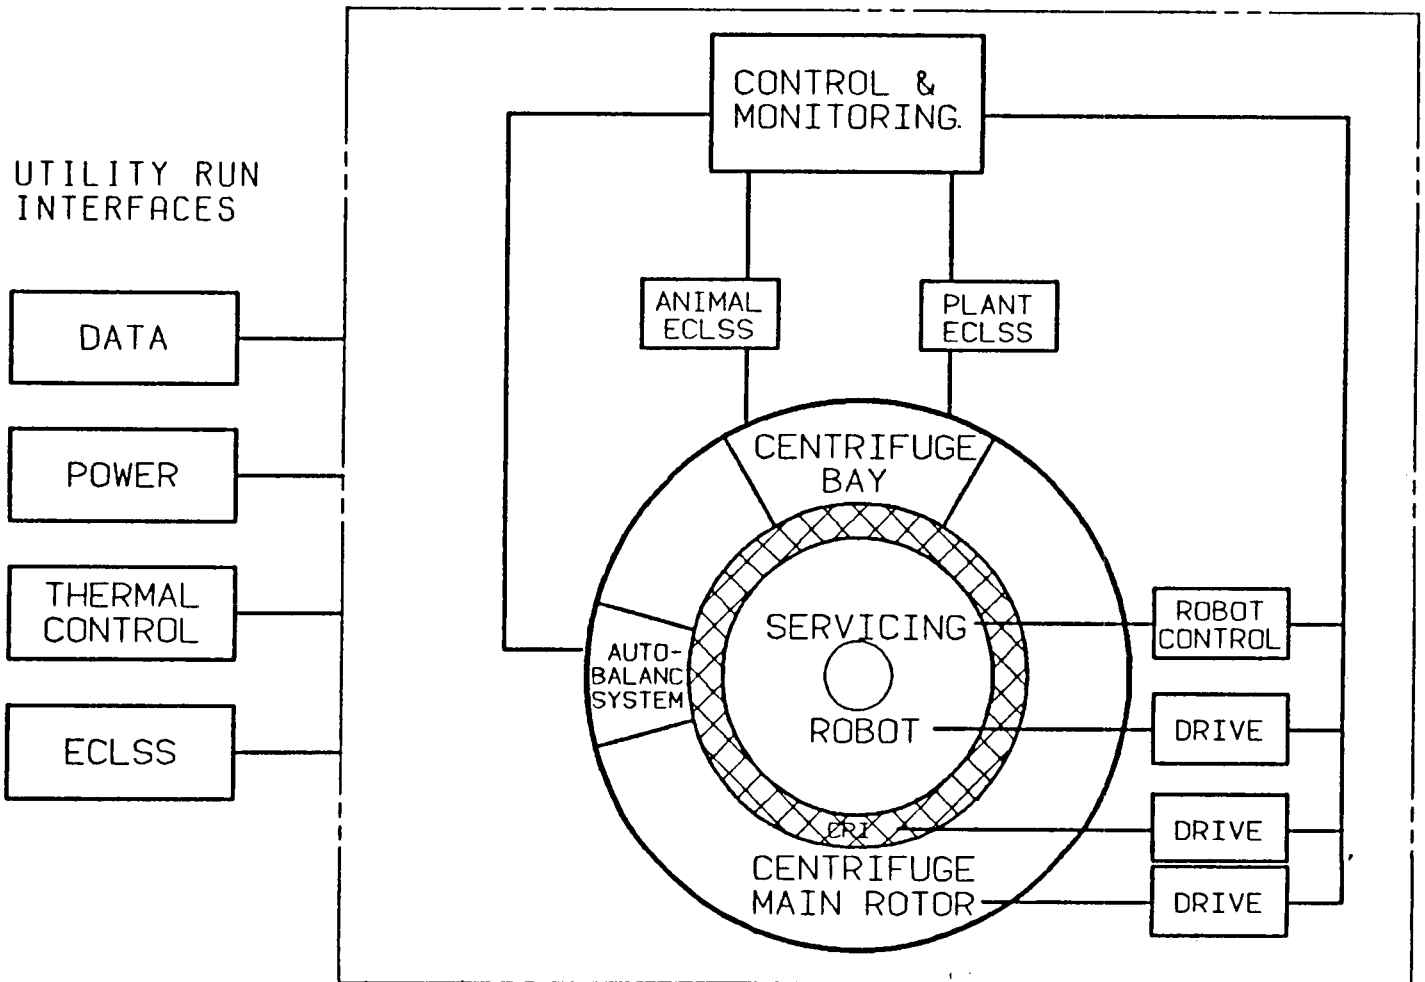 CONTROL &
MONITORING.
UTILITY RUN
INTERFACES
DATA
POWER
THERMAL
CONTROL
ECLSS
ANIMAL
ECLSS
PLANT
ECLSS
CENTRIFUGE
BAY
SERVICING
ROBOT
AUTO-
BALANC
SYSTEM
CRI
CENTRIFUGE
MAIN ROTOR
ROBOT
CONTROL
DRIVE
DRIVE
DRIVE